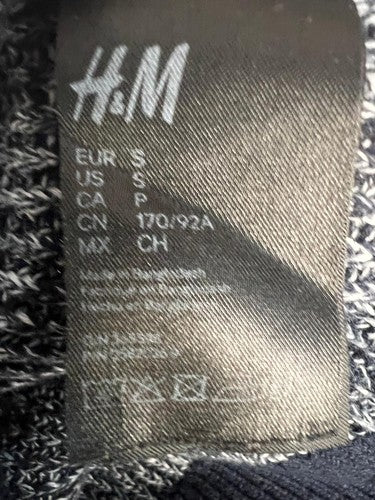 H&M
EUR S
US S
CA P
CN 170/92A
MX CH
Made in Bangladesh